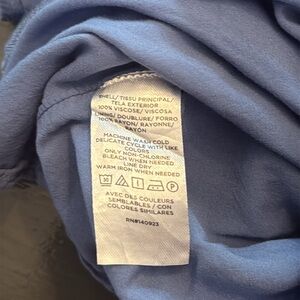 SHELL/ TISSU PRINCIPAL/
TELA EXTERIOR
100% VISCOSE/ VISCOSA
LINING/ DOUBLURE/ FORRO
100% RAYON/ RAYONNE/
RAYON
MACHINE WASH COLD
DELICATE CYCLE WITH LIKE
COLORS
ONLY NON-CHLORINE
BLEACH WHEN NEEDED
LINE DRY
WARM IRON WHEN NEEDED
30 P
AVEC DES COULEURS
SEMBLABLES / CON
COLORES SIMILARES
RN#140923